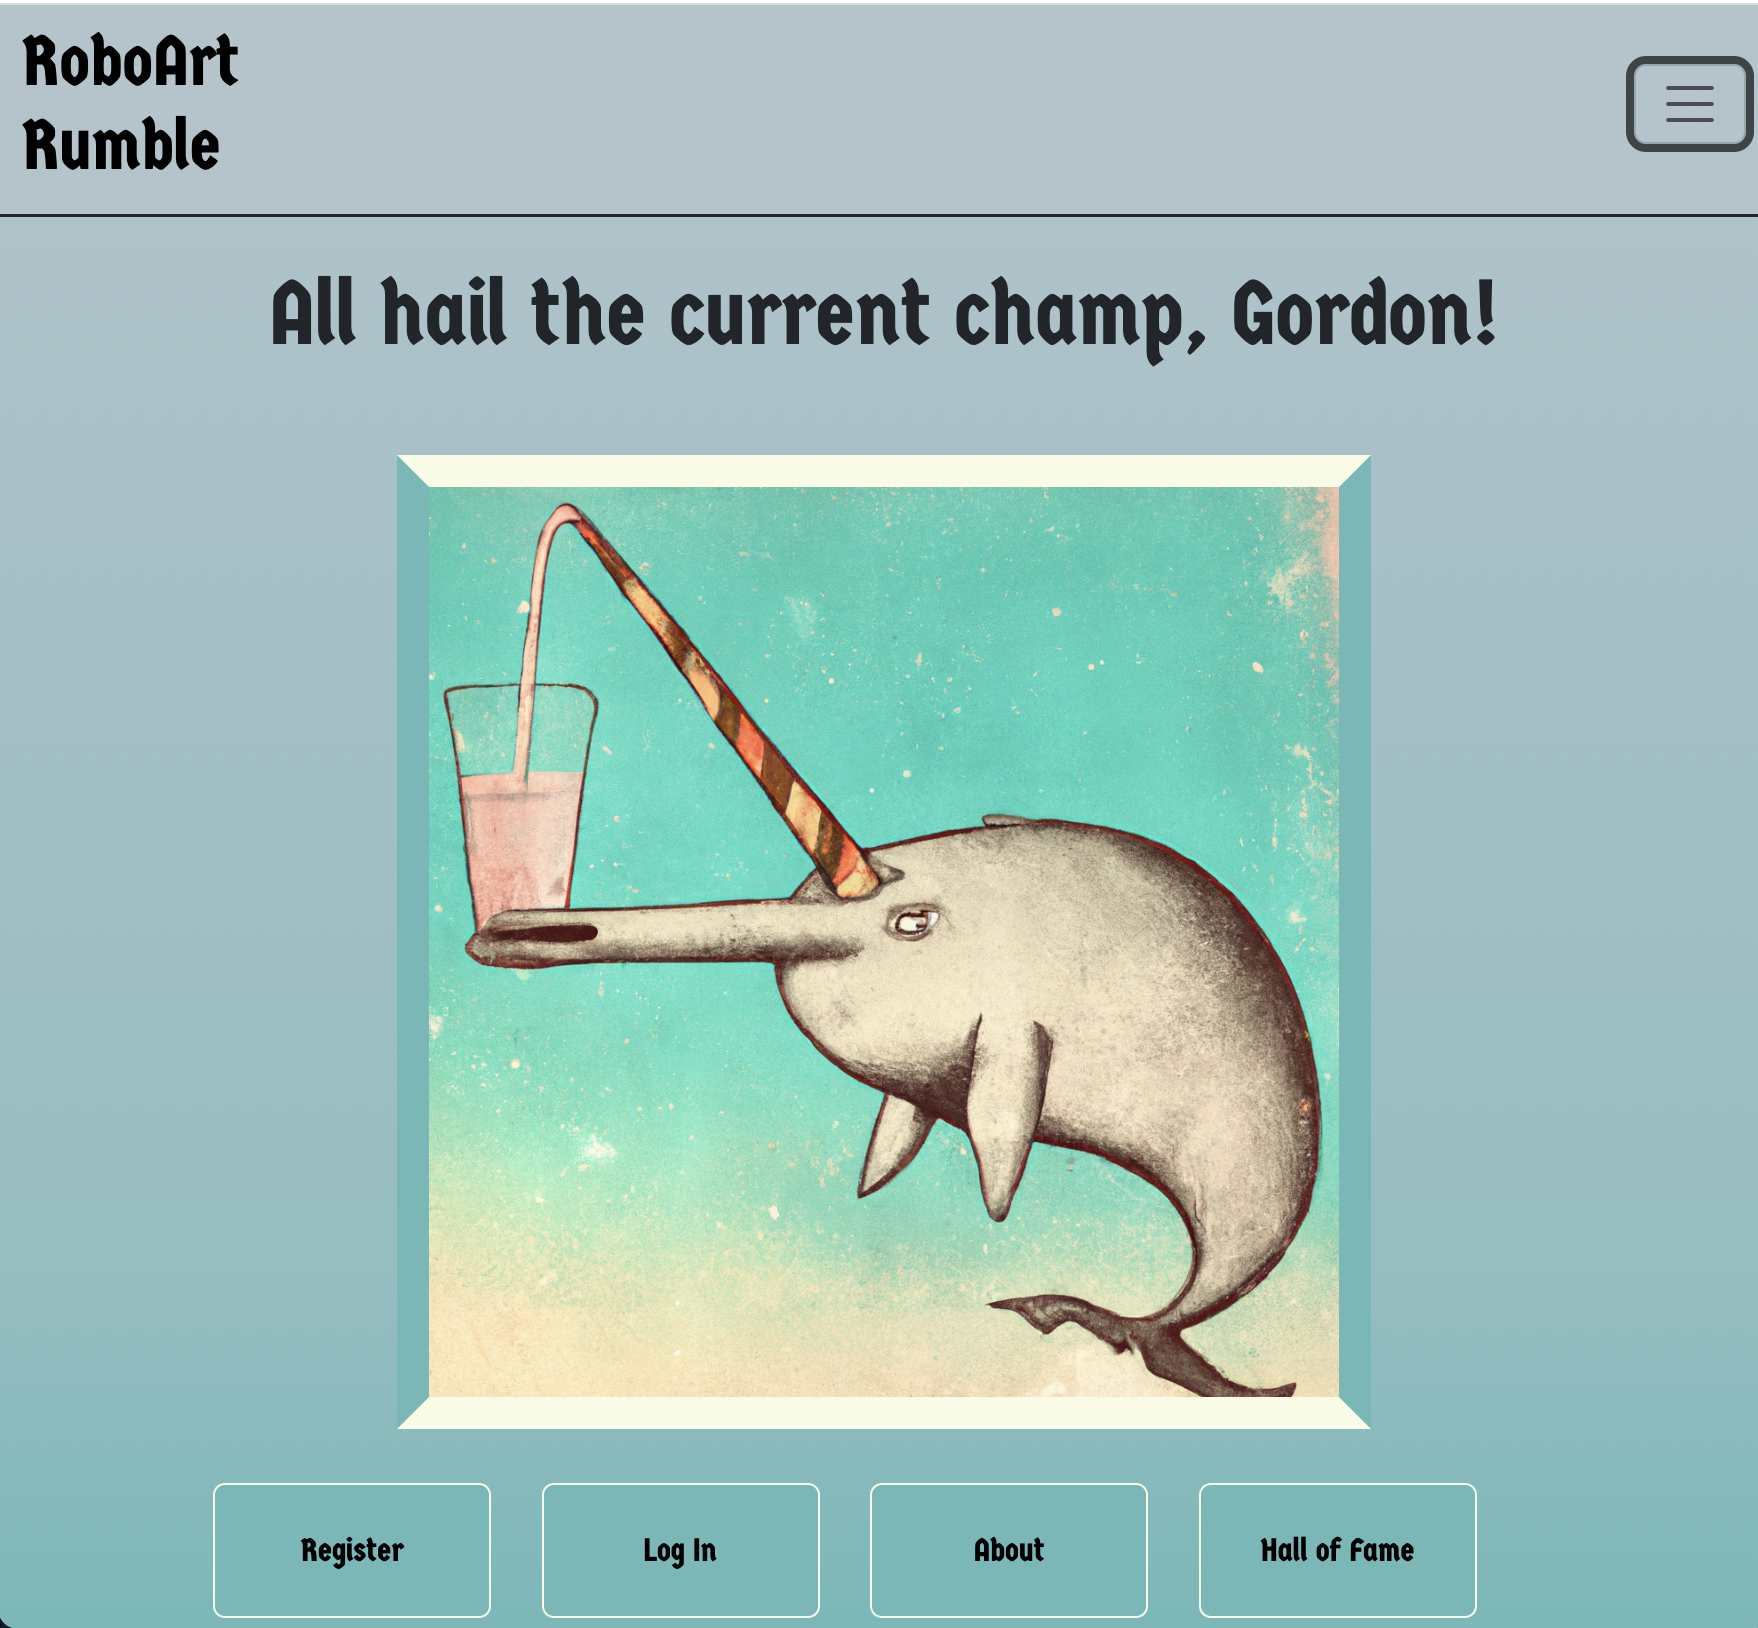 RoboArt
Rumble
All hail the current champ, Gordon!
Register
Log In
About
Hall of Fame